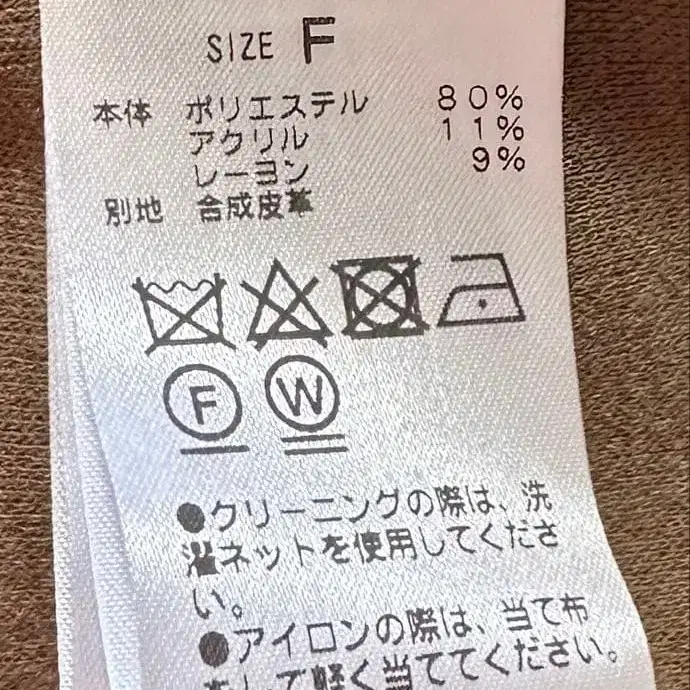 SIZE F
本体 ポリエステル 80%
アクリル 11%
レーヨン 9%
別地 合成皮革
F W
●クリーニングの際は、洗
濯ネットを使用してくださ
い。
●アイロンの際は、当て布
をして軽く当ててください。